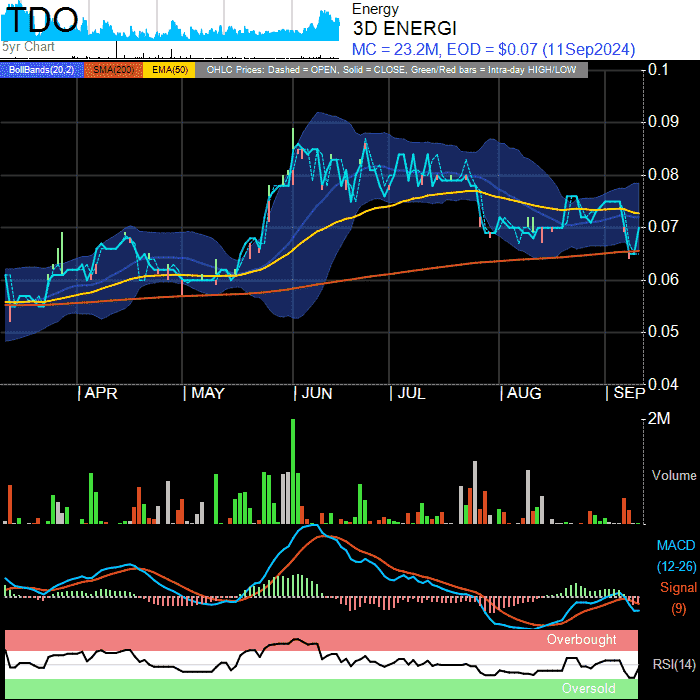 TDO
5yr Chart
Energy
3D ENERGI
MC = 23.2M, EOD = $0.07 (11Sep2024)
BollBands(20,2) SMA(200) EMA(50) OHLC Prices: Dashed = OPEN, Solid = CLOSE, Green/Red bars = Intra-day HIGH/LOW
0.1
0.09
0.08
0.07
0.06
0.05
0.04
APR MAY JUN JUL AUG SEP
2M
Volume
0
MACD
(12-26)
Signal
(9)
Overbought
RSI(14)
Oversold